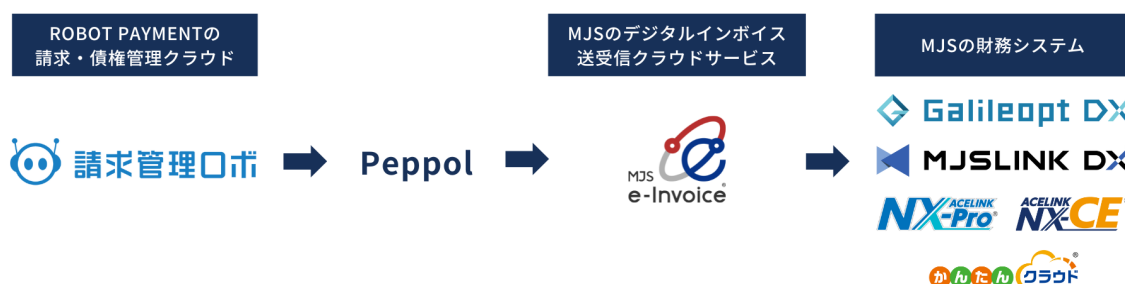 ROBOT PAYMENTの
請求・債権管理クラウド
MJSのデジタルインボイス
送受信クラウドサービス
MJSの財務システム
請求管理ロボ
Peppol
MJS
e-Invoice
Galileopt DX
MJSLINK DX
ACELINK
NX-Pro
ACELINK
NX-CE
かんたん
クラウド